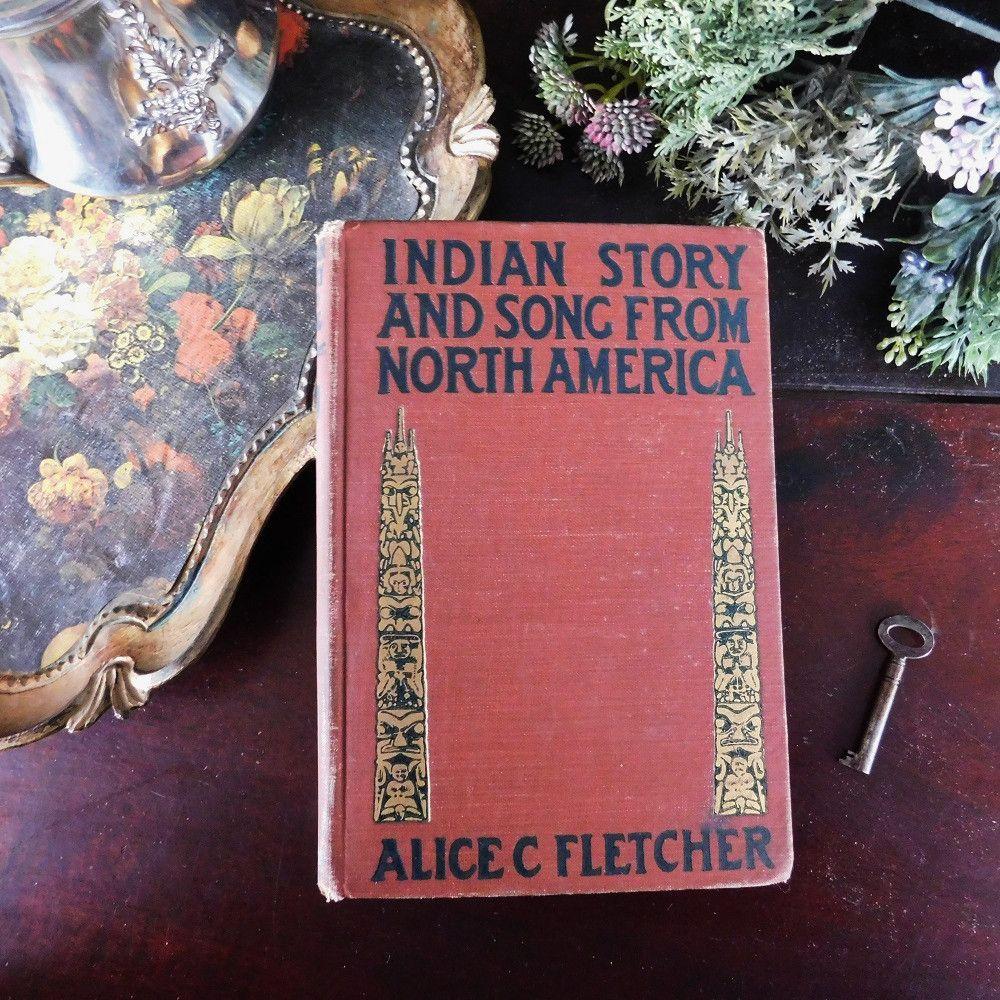 INDIAN STORY
AND SONG FROM
NORTH AMERICA
ALICE C FLETCHER